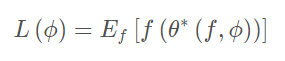 L (ϕ) = E_f [f (θ* (f, ϕ))]